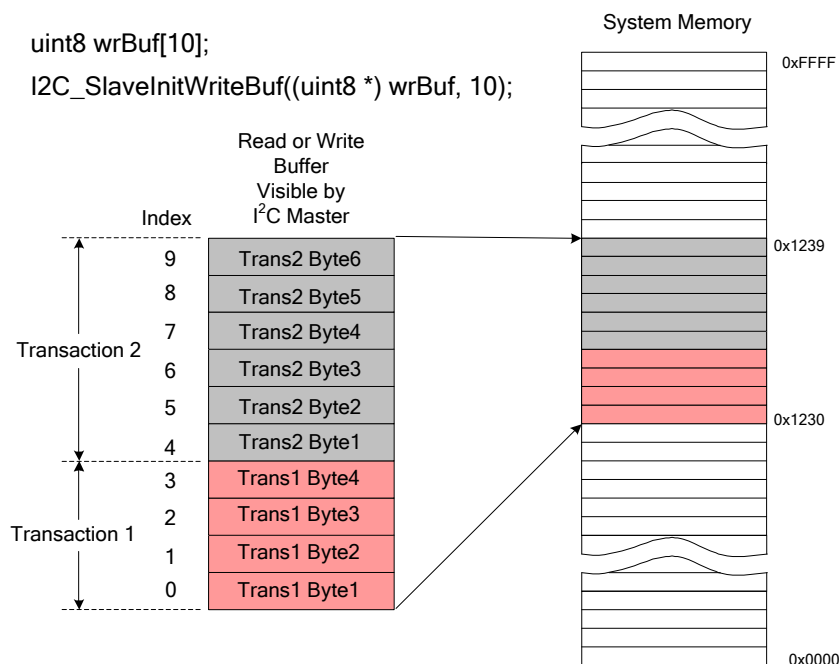 uint8 wrBuf[10];
I2C_SlaveInitWriteBuf((uint8 *) wrBuf, 10);
System Memory
0xFFFF
Read or Write
Buffer
Visible by
I²C Master
Index
9 Trans2 Byte6
8 Trans2 Byte5
7 Trans2 Byte4
6 Trans2 Byte3
5 Trans2 Byte2
4 Trans2 Byte1
3 Trans1 Byte4
2 Trans1 Byte3
1 Trans1 Byte2
0 Trans1 Byte1
Transaction 2
Transaction 1
0x1239
0x1230
0x0000